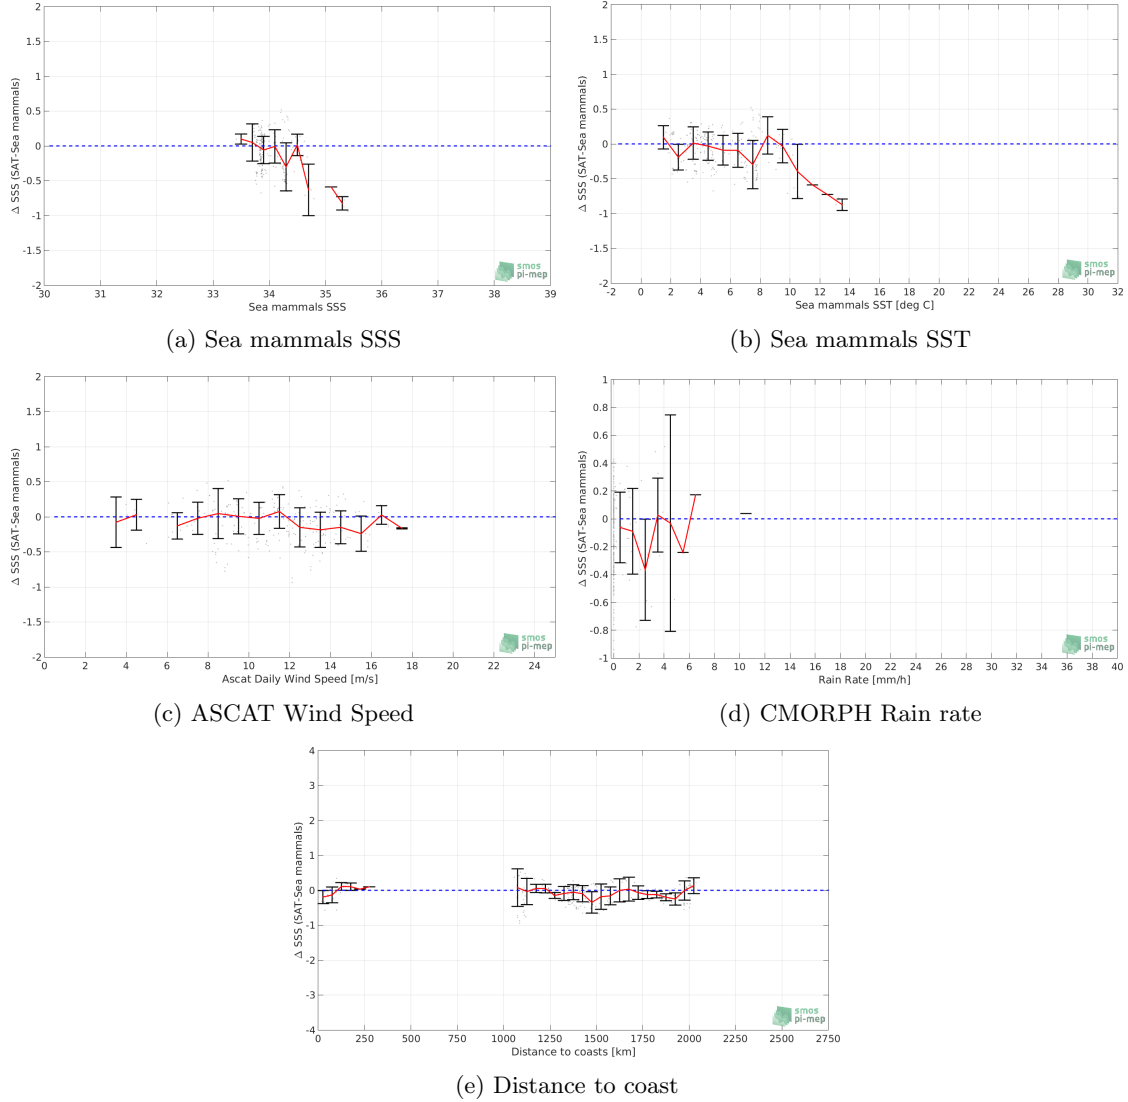 2
1.5
1
0.5
0
-0.5
-1
-1.5
-2
30 31 32 33 34 35 36 37 38 39
Δ SSS (SAT-Sea mammals)
Sea mammals SSS
smos
pi-mep
(a) Sea mammals SSS
2
1.5
1
0.5
0
-0.5
-1
-1.5
-2
-2 0 2 4 6 8 10 12 14 16 18 20 22 24 26 28 30 32
Δ SSS (SAT-Sea mammals)
Sea mammals SST [deg C]
smos
pi-mep
(b) Sea mammals SST
2
1.5
1
0.5
0
-0.5
-1
-1.5
-2
0 2 4 6 8 10 12 14 16 18 20 22 24
Δ SSS (SAT-Sea mammals)
Ascat Daily Wind Speed [m/s]
smos
pi-mep
(c) ASCAT Wind Speed
1
0.8
0.6
0.4
0.2
0
-0.2
-0.4
-0.6
-0.8
-1
0 2 4 6 8 10 12 14 16 18 20 22 24 26 28 30 32 34 36 38 40
Δ SSS (SAT-Sea mammals)
Rain Rate [mm/h]
smos
pi-mep
(d) CMORPH Rain rate
4
3
2
1
0
-1
-2
-3
-4
0 250 500 750 1000 1250 1500 1750 2000 2250 2500 2750
Δ SSS (SAT-Sea mammals)
Distance to coasts [km]
smos
pi-mep
(e) Distance to coast